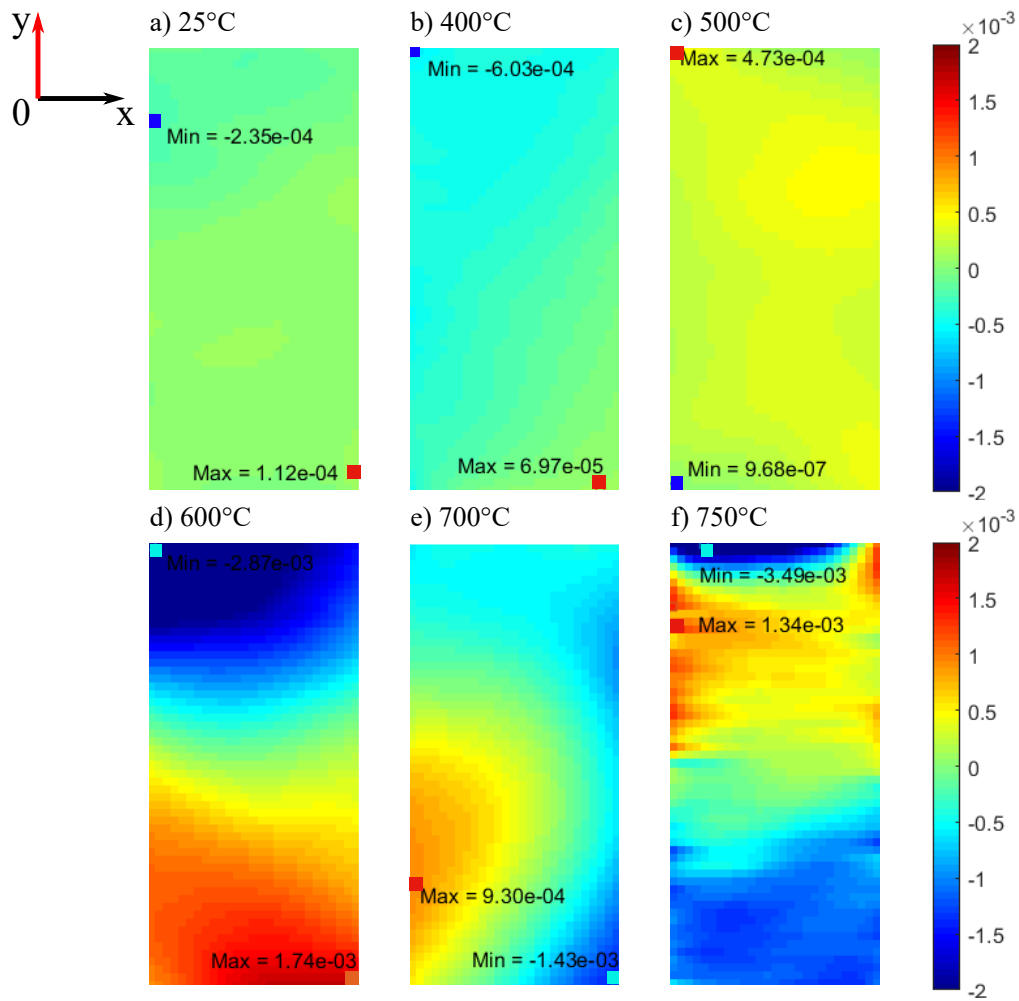 y
0
x
a) 25°C
b) 400°C
c) 500°C
Min = -2.35e-04
Max = 1.12e-04
Min = -6.03e-04
Max = 6.97e-05
Max = 4.73e-04
Min = 9.68e-07
×10⁻³
2
1.5
1
0.5
0
-0.5
-1
-1.5
-2
d) 600°C
e) 700°C
f) 750°C
Min = -2.87e-03
Max = 1.74e-03
Max = 9.30e-04
Min = -1.43e-03
Min = -3.49e-03
Max = 1.34e-03
×10⁻³
2
1.5
1
0.5
0
-0.5
-1
-1.5
-2